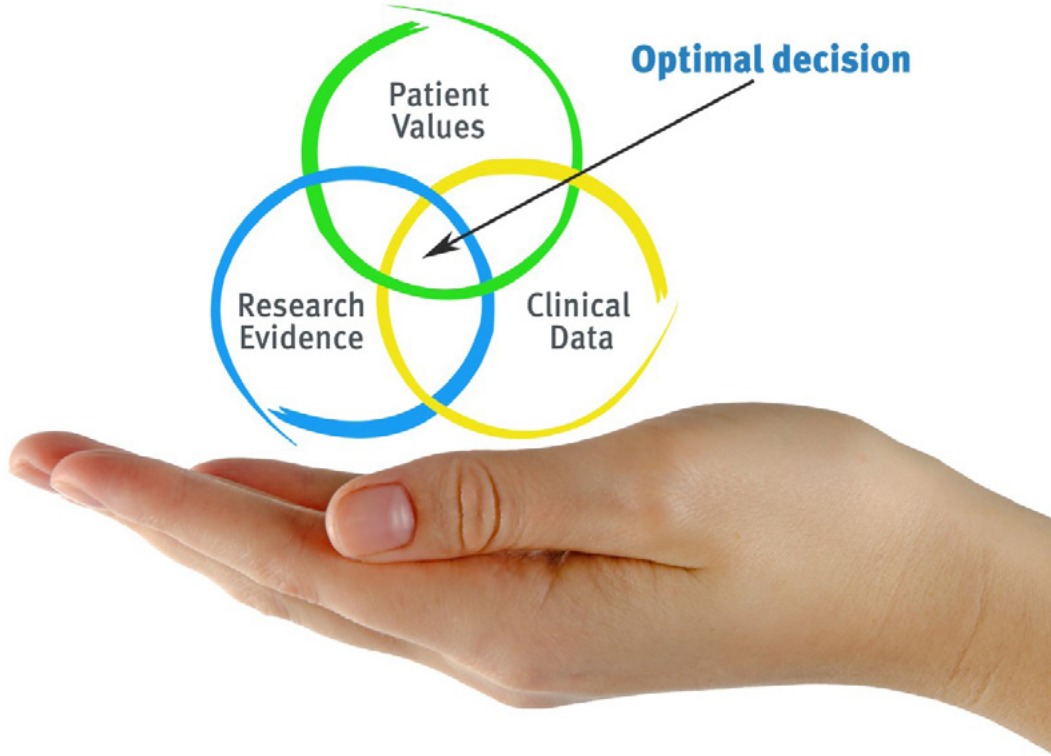 Optimal decision
Patient
Values
Research
Evidence
Clinical
Data